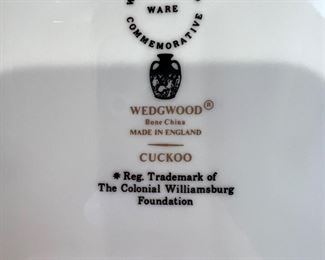 WARE
COMMEMORATIVE
WEDGWOOD®
Bone China
MADE IN ENGLAND
CUCKOO
* Reg. Trademark of
The Colonial Williamsburg
Foundation